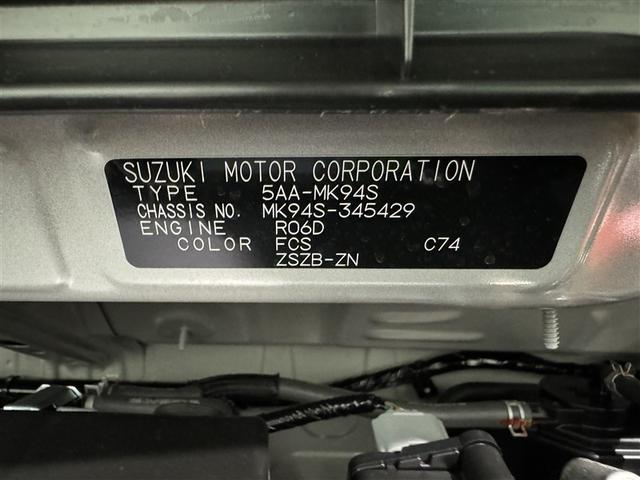 SUZUKI MOTOR CORPORATION
TYPE 5AA-MK94S
CHASSIS NO. MK94S-345429
ENGINE R06D
COLOR FCS C74
ZSZB-ZN